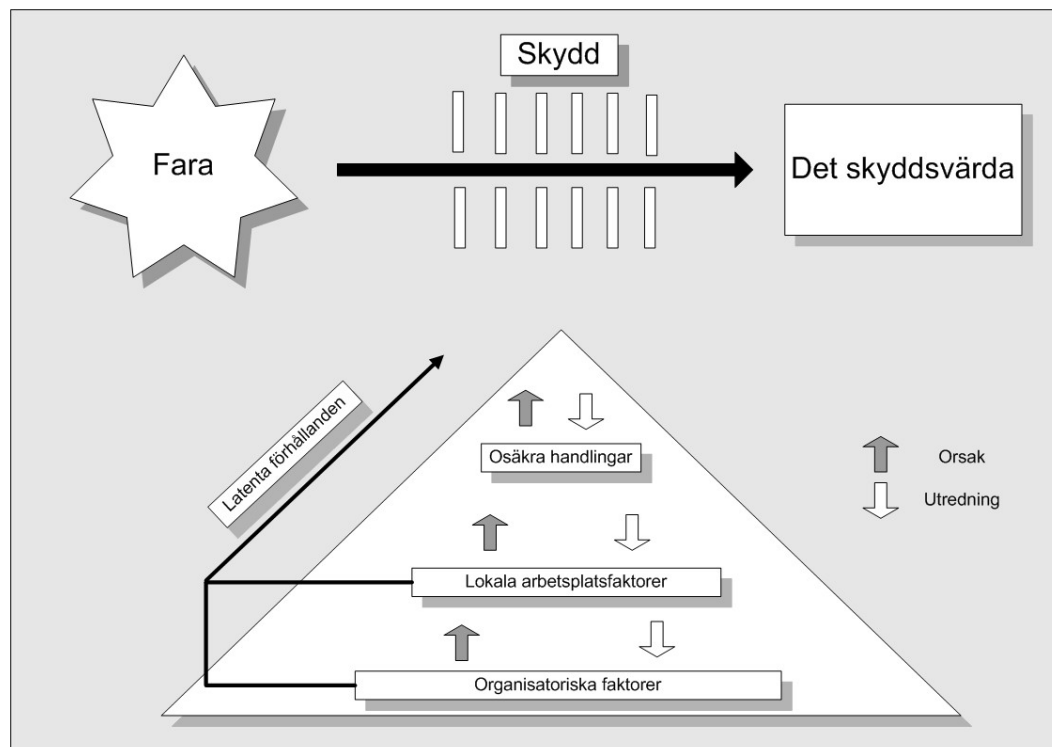 Skydd
Fara
Det skyddsvärda
Latenta förhållanden
Osäkra handlingar
Orsak
Utredning
Lokala arbetsplatsfaktorer
Organisatoriska faktorer